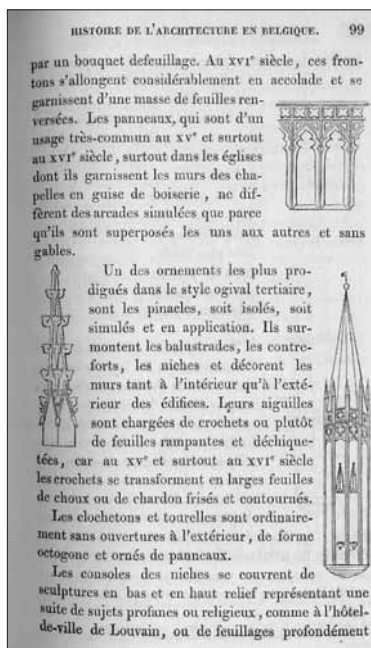 HISTOIRE DE L'ARCHITECTURE EN BELGIQUE. 99
par un bouquet defeuillage. Au XVIe siècle, ces fron-
tons s'allongent considérablement en accolade et se
garnissent d'une masse de feuilles ren-
versées. Les panneaux, qui sont d'un
usage très-commun au XVe et surtout
au XVIe siècle, surtout dans les églises
dont ils garnissent les murs des cha-
pelles en guise de boiserie, ne dif-
fèrent des arcades simulées que parce
qu'ils sont superposés les uns aux autres et sans
gables.
Un des ornements les plus pro-
digués dans le style ogival tertiaire,
sont les pinacles, soit isolés, soit
simulés et en application. Ils sur-
montent les balustrades, les contre-
forts, les niches et décorent les
murs tant à l'intérieur qu'à l'exté-
rieur des édifices. Leurs aiguilles
sont chargées de crochets ou plutôt
de feuilles rampantes et déchique-
tées, car au XVe et surtout au XVIe siècle
les crochets se transforment en larges feuilles
de choux ou de chardon frisés et contournés.
Les clochetons et tourelles sont ordinaire-
ment sans ouvertures à l'extérieur, de forme
octogone et ornés de panneaux.
Les consoles des niches se couvrent de
sculptures en bas et en haut relief représentant une
suite de sujets profanes ou religieux, comme à l'hôtel-
de-ville de Louvain, ou de feuillages profondément